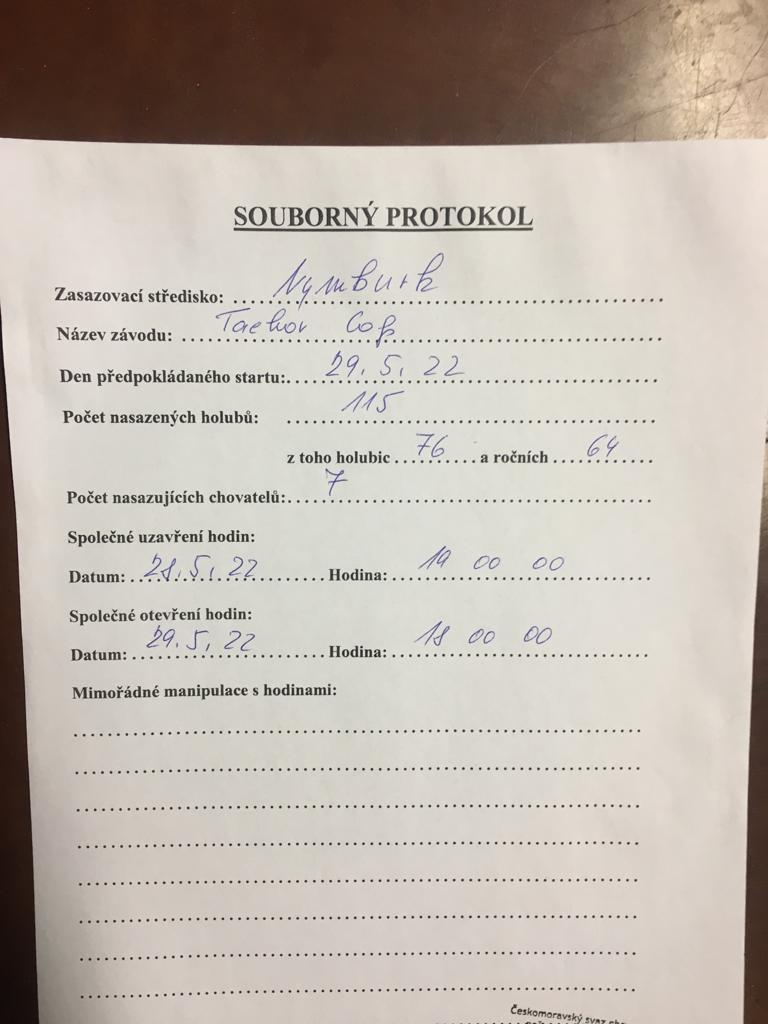 SOUBORNÝ PROTOKOL
Zasazovací středisko: Nymburk
Název závodu: Tachov
Den předpokládaného startu: 29. 5. 22
Počet nasazených holubů: 115
z toho holubic 76 a ročních 64
Počet nasazujících chovatelů: 7
Společné uzavření hodin:
Datum: 28. 5. 22 Hodina: 19 00 00
Společné otevření hodin:
Datum: 29. 5. 22 Hodina: 18 00 00
Mimořádné manipulace s hodinami:
Českomoravský svaz